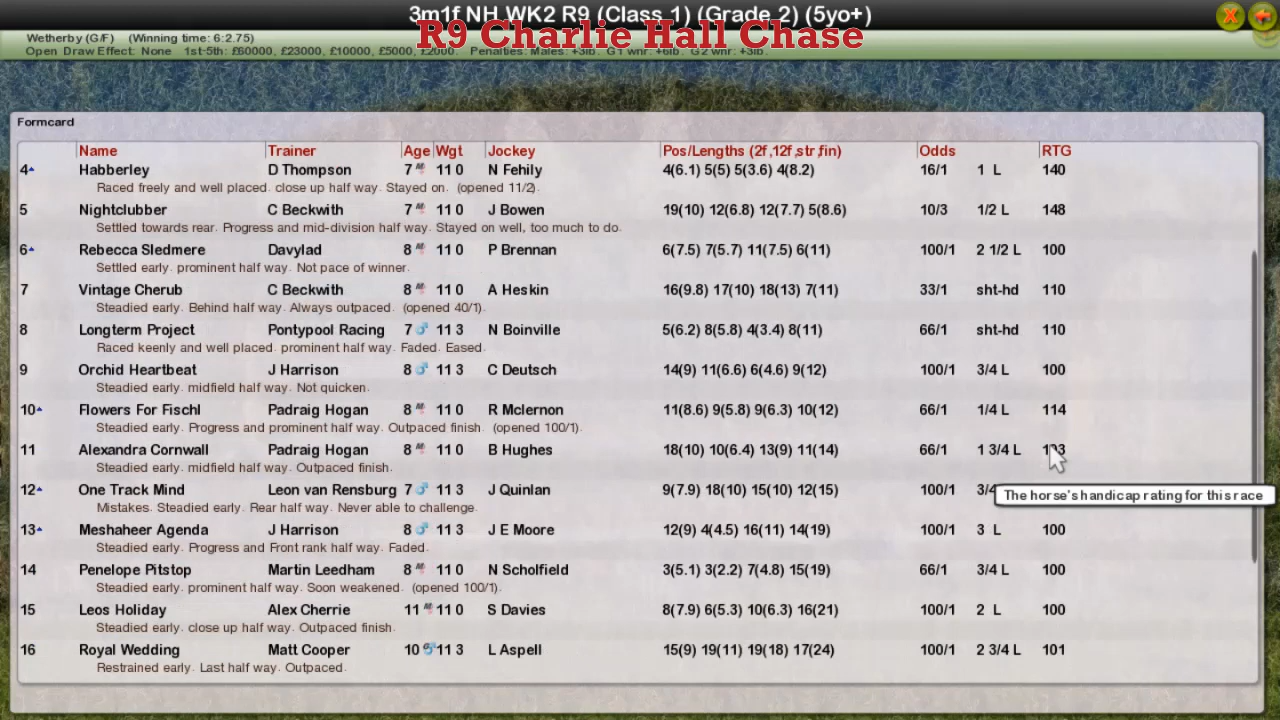 3m1f NH WK2 R9 (Class 1) (Grade 2) (5yo+)
R9 Charlie Hall Chase
Wetherby (G/F) (Winning time: 6:2.75)
Open Draw Effect: None 1st-5th: £60000, £23000, £10000, £5000, £2000. Penalties: Males: +3lb. G1 wnr: +6lb. G2 wnr: +3lb.
Formcard
Name Trainer Age Wgt Jockey Pos/Lengths (2f,12f,str,fin) Odds RTG
4 Habberley D Thompson 7 11 0 N Fehily 4(6.1) 5(5) 5(3.6) 4(8.2) 16/1 1 L 140
Raced freely and well placed. close up half way. Stayed on. (opened 11/2).
5 Nightclubber C Beckwith 7 11 0 J Bowen 19(10) 12(6.8) 12(7.7) 5(8.6) 10/3 1/2 L 148
Settled towards rear. Progress and mid-division half way. Stayed on well, too much to do.
6 Rebecca Sledmere Davylad 8 11 0 P Brennan 6(7.5) 7(5.7) 11(7.5) 6(11) 100/1 2 1/2 L 100
Settled early. prominent half way. Not pace of winner.
7 Vintage Cherub C Beckwith 8 11 0 A Heskin 16(9.8) 17(10) 18(13) 7(11) 33/1 sht-hd 110
Steadied early. Behind half way. Always outpaced. (opened 40/1).
8 Longterm Project Pontypool Racing 7 11 3 N Boinville 5(6.2) 8(5.8) 4(3.4) 8(11) 66/1 sht-hd 110
Raced keenly and well placed. prominent half way. Faded. Eased.
9 Orchid Heartbeat J Harrison 8 11 3 C Deutsch 14(9) 11(6.6) 6(4.6) 9(12) 100/1 3/4 L 100
Steadied early. midfield half way. Not quicken.
10 Flowers For Fischl Padraig Hogan 8 11 0 R Mclernon 11(8.6) 9(5.8) 9(6.3) 10(12) 66/1 1/4 L 114
Steadied early. Progress and prominent half way. Outpaced finish. (opened 100/1).
11 Alexandra Cornwall Padraig Hogan 8 11 0 B Hughes 18(10) 10(6.4) 13(9) 11(14) 66/1 1 3/4 L
Steadied early. midfield half way. Outpaced finish.
12 One Track Mind Leon van Rensburg 7 11 3 J Quinlan 9(7.9) 18(10) 15(10) 12(15) 100/1 3/4
The horse's handicap rating for this race
Mistakes. Steadied early. Rear half way. Never able to challenge.
13 Meshaheer Agenda J Harrison 8 11 3 J E Moore 12(9) 4(4.5) 16(11) 14(19) 100/1 3 L 100
Steadied early. Progress and Front rank half way. Faded.
14 Penelope Pitstop Martin Leedham 8 11 0 N Scholfield 3(5.1) 3(2.2) 7(4.8) 15(19) 66/1 3/4 L 100
Steadied early. prominent half way. Soon weakened. (opened 100/1).
15 Leos Holiday Alex Cherrie 11 11 0 S Davies 8(7.9) 6(5.3) 10(6.3) 16(21) 100/1 2 L 100
Steadied early. close up half way. Outpaced finish.
16 Royal Wedding Matt Cooper 10 11 3 L Aspell 15(9) 19(11) 19(18) 17(24) 100/1 2 3/4 L 101
Restrained early. Last half way. Outpaced.